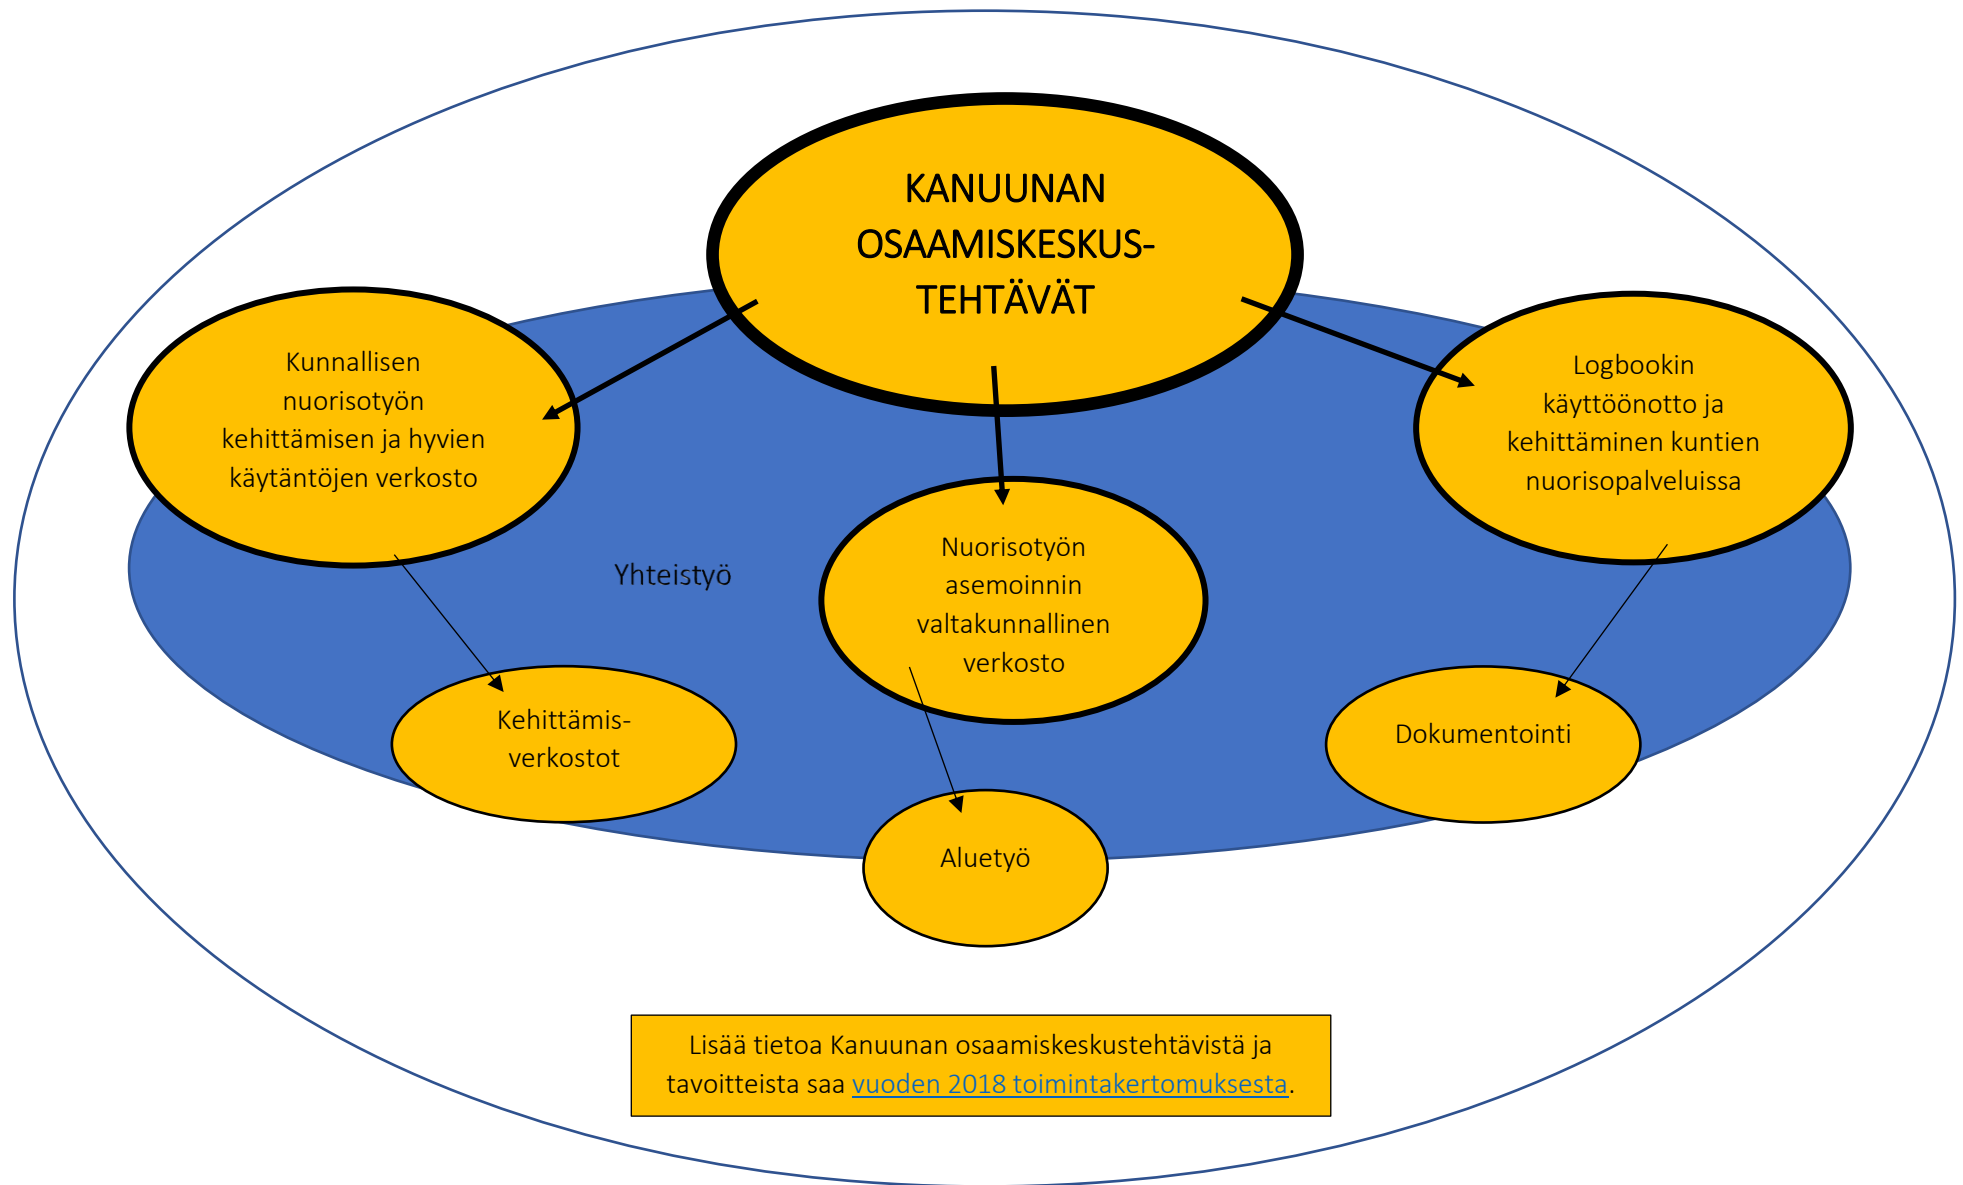 KANUUNAN
OSAAMISKESKUS-
TEHTÄVÄT
Kunnallisen
nuorisotyön
kehittämisen ja hyvien
käytäntöjen verkosto
Logbookin
käyttöönotto ja
kehittäminen kuntien
nuorisopalveluissa
Yhteistyö
Nuorisotyön
asemoinnin
valtakunnallinen
verkosto
Kehittämis-
verkostot
Dokumentointi
Aluetyö
Lisää tietoa Kanuunan osaamiskeskustehtävistä ja
tavoitteista saa vuoden 2018 toimintakertomuksesta.